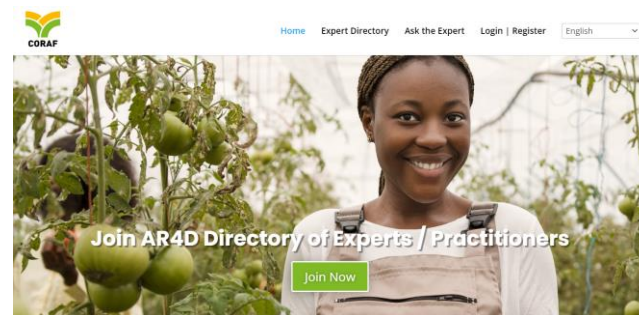 CORAF
Home Expert Directory Ask the Expert Login | Register English
Join AR4D Directory of Experts / Practitioners
Join Now